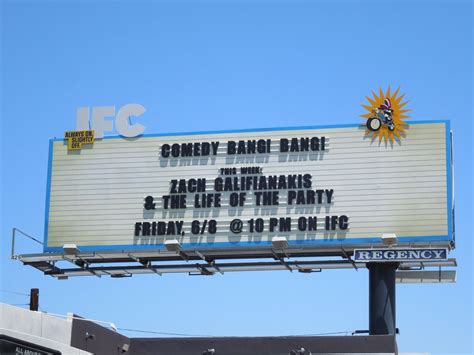 IFC
ALWAYS ON.
SLIGHTLY
OFF.
COMEDY BANG! BANG!
THIS WEEK:
ZACH GALIFIANAKIS
& THE LIFE OF THE PARTY
FRIDAY, 6/8 @ 10 PM ON IFC
REGENCY